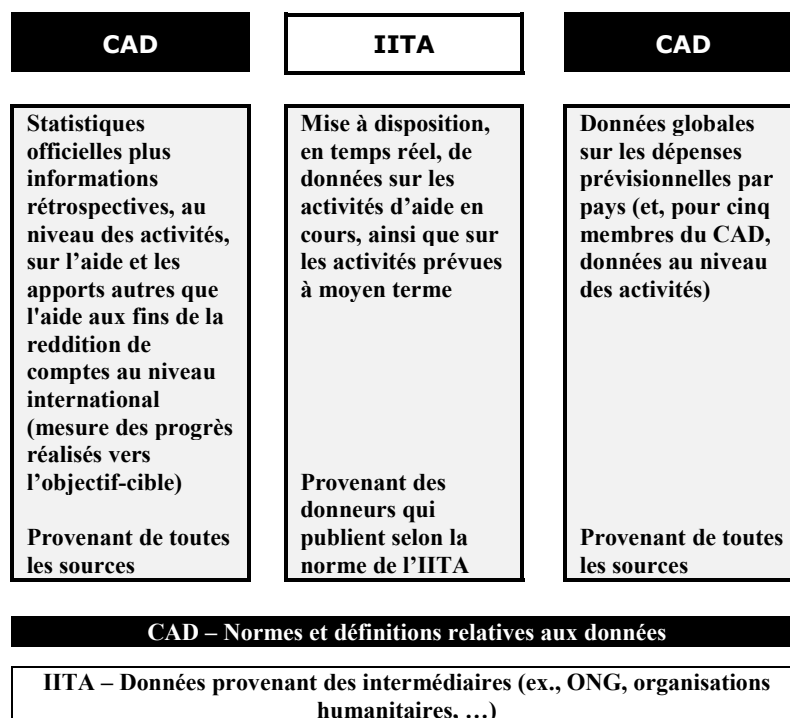 CAD
IITA
CAD
Statistiques
officielles plus
informations
rétrospectives, au
niveau des activités,
sur l’aide et les
apports autres que
l'aide aux fins de la
reddition de
comptes au niveau
international
(mesure des progrès
réalisés vers
l’objectif-cible)
Provenant de toutes
les sources
Mise à disposition,
en temps réel, de
données sur les
activités d’aide en
cours, ainsi que sur
les activités prévues
à moyen terme
Provenant des
donneurs qui
publient selon la
norme de l’IITA
Données globales
sur les dépenses
prévisionnelles par
pays (et, pour cinq
membres du CAD,
données au niveau
des activités)
Provenant de toutes
les sources
CAD – Normes et définitions relatives aux données
IITA – Données provenant des intermédiaires (ex., ONG, organisations
humanitaires, …)